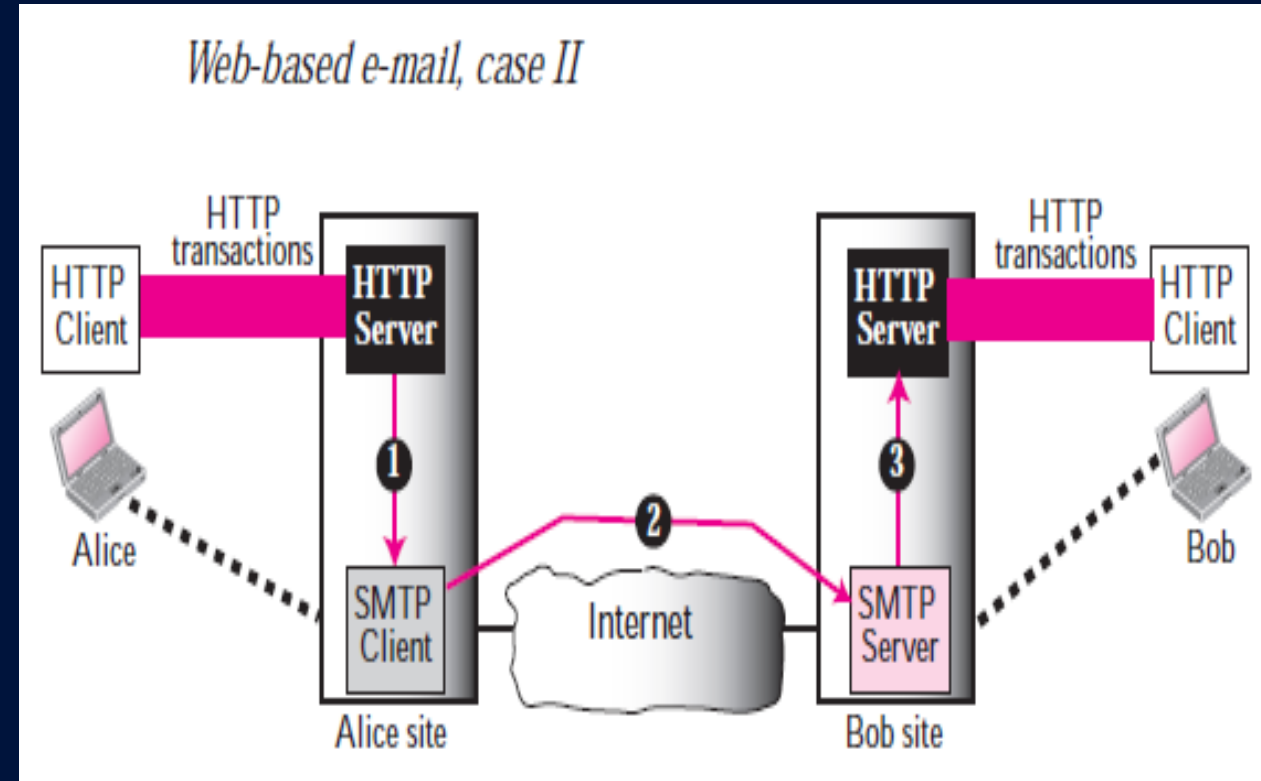 Web-based e-mail, case II
HTTP
transactions
HTTP
Client
HTTP
Server
HTTP
Server
HTTP
transactions
HTTP
Client
1
2
3
Alice
Bob
SMTP
Client
Internet
SMTP
Server
Alice site
Bob site